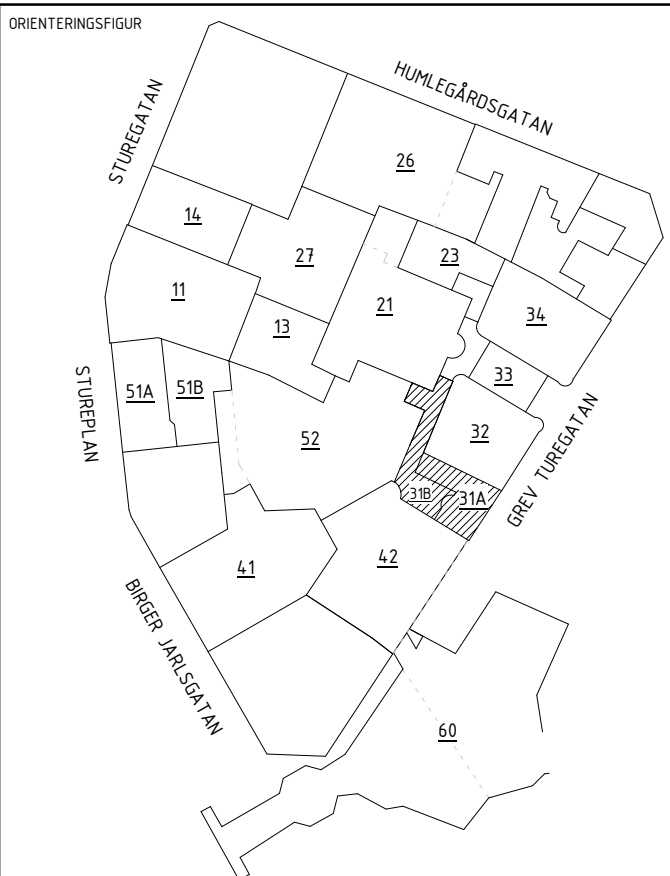 ORIENTERINGSFIGUR
HUMLEGÅRDSGATAN
STUREGATAN
26
14
27
23
11
21
34
13
33
51A
51B
STUREPLAN
52
32
GREV TUREGATAN
31B
31A
41
42
BIRGER JARLSGATAN
60